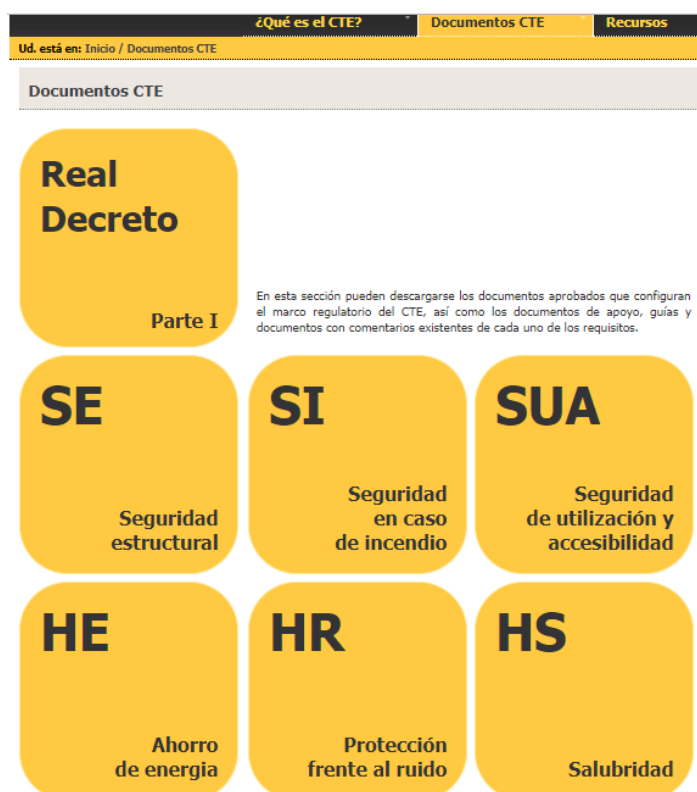 ¿Qué es el CTE? Documentos CTE Recursos
Ud. está en: Inicio / Documentos CTE
Documentos CTE
Real
Decreto
Parte I
En esta sección pueden descargarse los documentos aprobados que configuran
el marco regulatorio del CTE, así como los documentos de apoyo, guías y
documentos con comentarios existentes de cada uno de los requisitos.
SE
Seguridad
estructural
SI
Seguridad
en caso
de incendio
SUA
Seguridad
de utilización y
accesibilidad
HE
Ahorro
de energia
HR
Protección
frente al ruido
HS
Salubridad